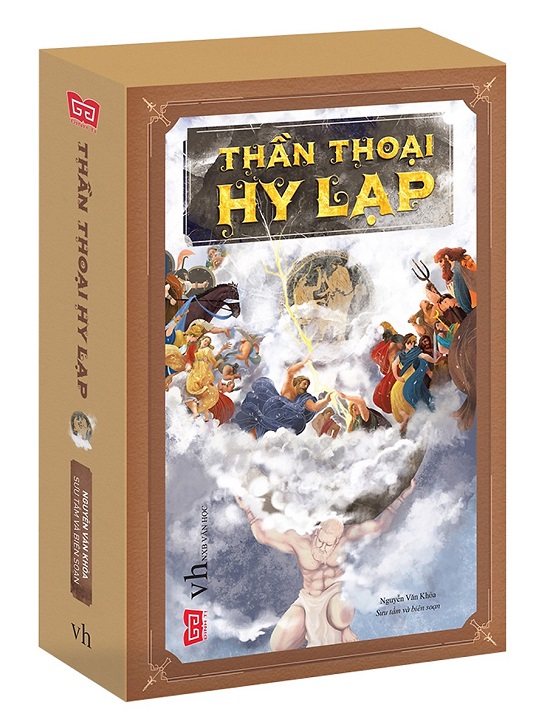 THẦN THOẠI
HY LẠP
vh NXB VĂN HỌC
Nguyễn Văn Khỏa
Sưu tầm và biên soạn
THẦN THOẠI HY LẠP
NGUYỄN VĂN KHỎA
SƯU TẦM VÀ BIÊN SOẠN
vh